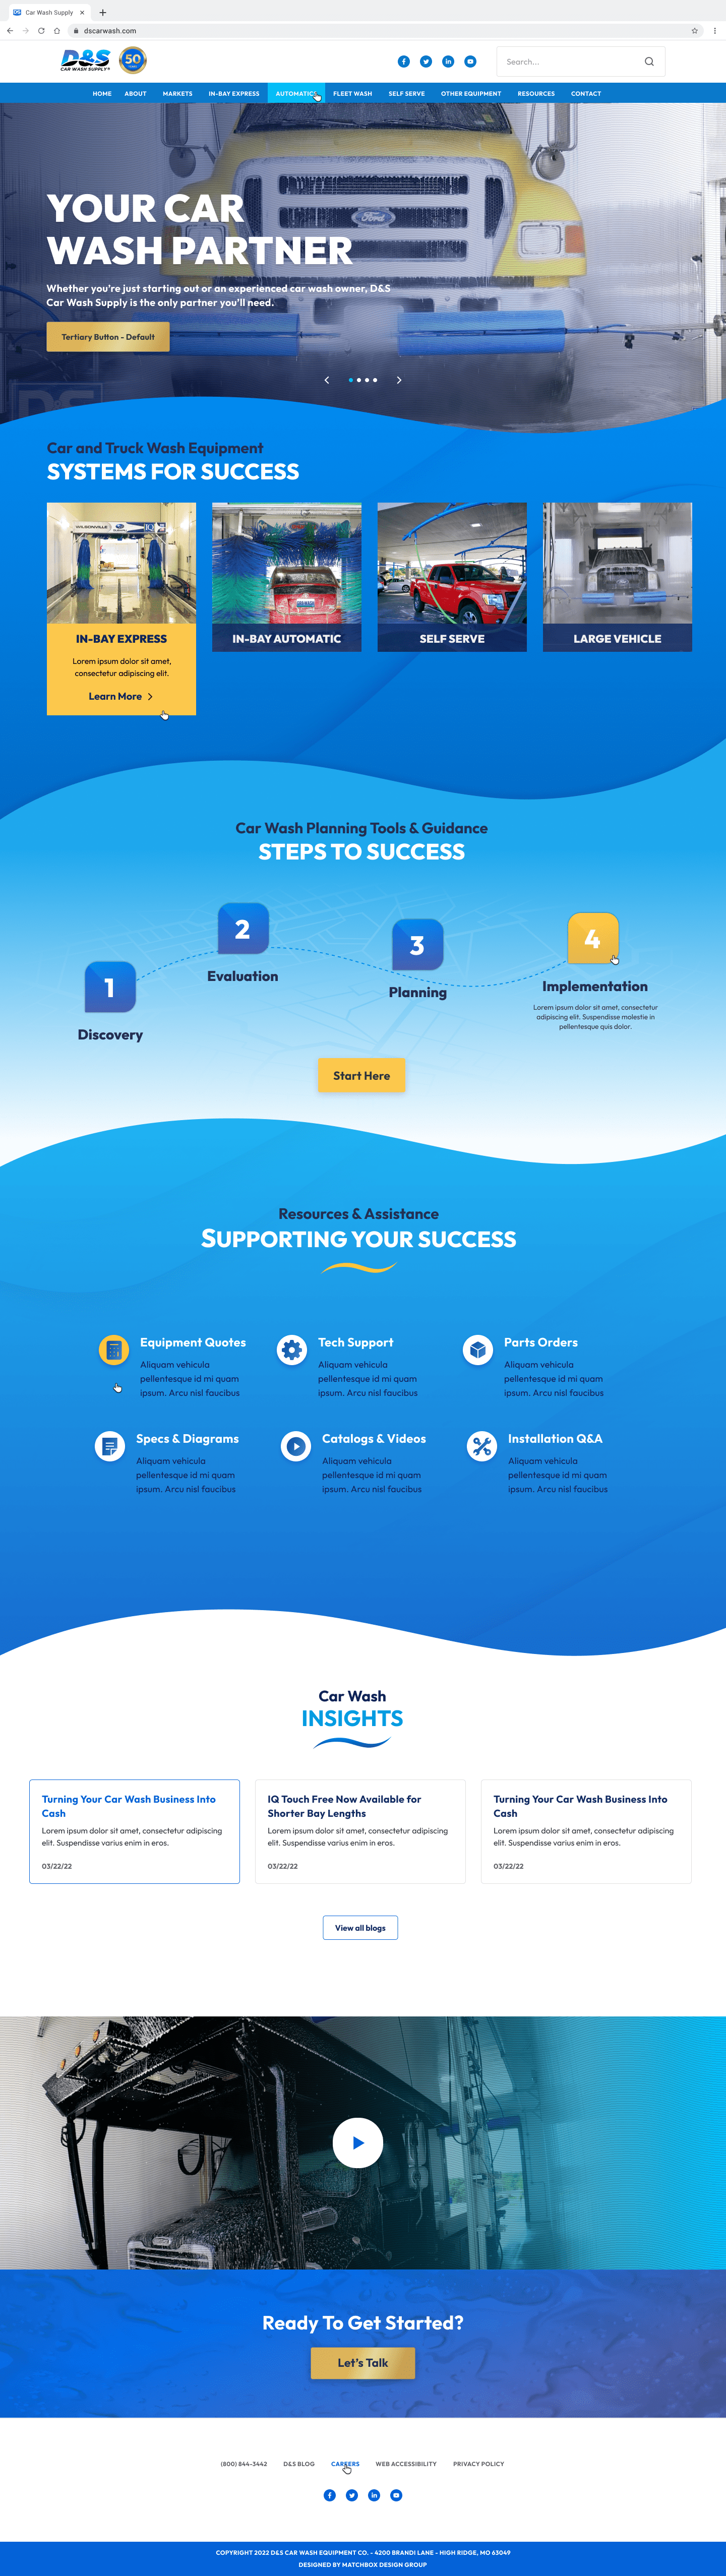 Car Wash Supply
dscarwash.com
D&S
CAR WASH SUPPLY
50
Search...
HOME ABOUT MARKETS IN-BAY EXPRESS AUTOMATIC FLEET WASH SELF SERVE OTHER EQUIPMENT RESOURCES CONTACT
Ford
YOUR CAR
WASH PARTNER
Whether you're just starting out or an experienced car wash owner, D&S
Car Wash Supply is the only partner you'll need.
Tertiary Button - Default
Car and Truck Wash Equipment
SYSTEMS FOR SUCCESS
WILSONVILLE SUBARU IQ
IN-BAY EXPRESS
Lorem ipsum dolor sit amet,
consectetur adipiscing elit.
Learn More
IN-BAY AUTOMATIC
SELF SERVE
LARGE VEHICLE
Car Wash Planning Tools & Guidance
STEPS TO SUCCESS
1
Discovery
2
Evaluation
3
Planning
4
Implementation
Lorem ipsum dolor sit amet, consectetur
adipiscing elit. Suspendisse molestie in
pellentesque quis dolor.
Start Here
Resources & Assistance
SUPPORTING YOUR SUCCESS
Equipment Quotes
Aliquam vehicula
pellentesque id mi quam
ipsum. Arcu nisl faucibus
Tech Support
Aliquam vehicula
pellentesque id mi quam
ipsum. Arcu nisl faucibus
Parts Orders
Aliquam vehicula
pellentesque id mi quam
ipsum. Arcu nisl faucibus
Specs & Diagrams
Aliquam vehicula
pellentesque id mi quam
ipsum. Arcu nisl faucibus
Catalogs & Videos
Aliquam vehicula
pellentesque id mi quam
ipsum. Arcu nisl faucibus
Installation Q&A
Aliquam vehicula
pellentesque id mi quam
ipsum. Arcu nisl faucibus
Car Wash
INSIGHTS
Turning Your Car Wash Business Into
Cash
Lorem ipsum dolor sit amet, consectetur adipiscing
elit. Suspendisse varius enim in eros.
03/22/22
IQ Touch Free Now Available for
Shorter Bay Lengths
Lorem ipsum dolor sit amet, consectetur adipiscing
elit. Suspendisse varius enim in eros.
03/22/22
Turning Your Car Wash Business Into
Cash
Lorem ipsum dolor sit amet, consectetur adipiscing
elit. Suspendisse varius enim in eros.
03/22/22
View all blogs
Ready To Get Started?
Let's Talk
(800) 844-3442 D&S BLOG CAREERS WEB ACCESSIBILITY PRIVACY POLICY
COPYRIGHT 2022 D&S CAR WASH EQUIPMENT CO. - 4200 BRANDI LANE - HIGH RIDGE, MO 63049
DESIGNED BY MATCHBOX DESIGN GROUP